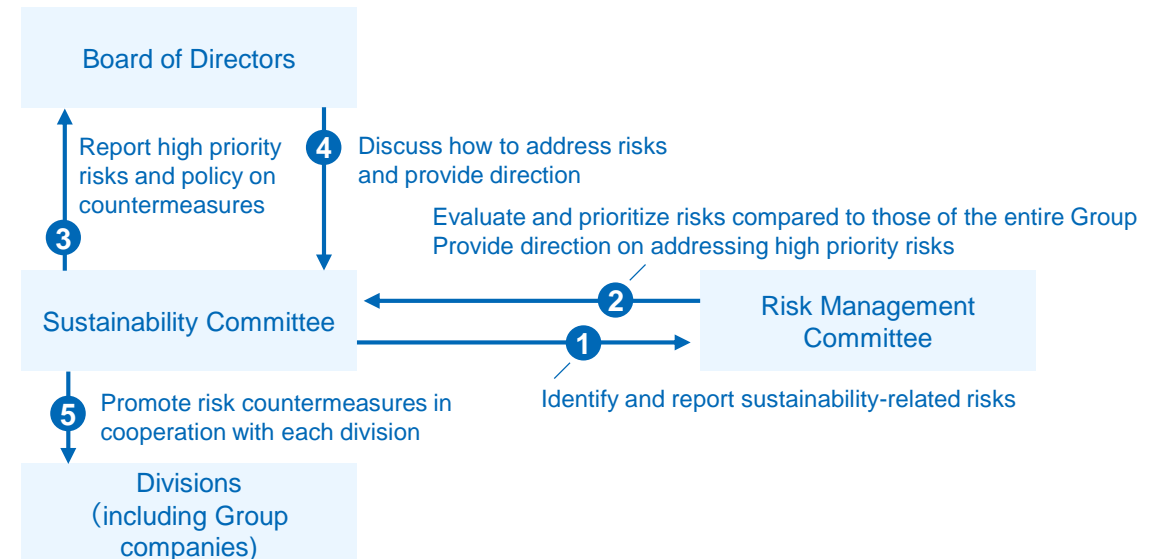 Board of Directors
Report high priority
risks and policy on
countermeasures
4
Discuss how to address risks
and provide direction
3
Evaluate and prioritize risks compared to those of the entire Group
Provide direction on addressing high priority risks
2
Sustainability Committee
Risk Management
Committee
1
Identify and report sustainability-related risks
5
Promote risk countermeasures in
cooperation with each division
Divisions
（including Group
companies)